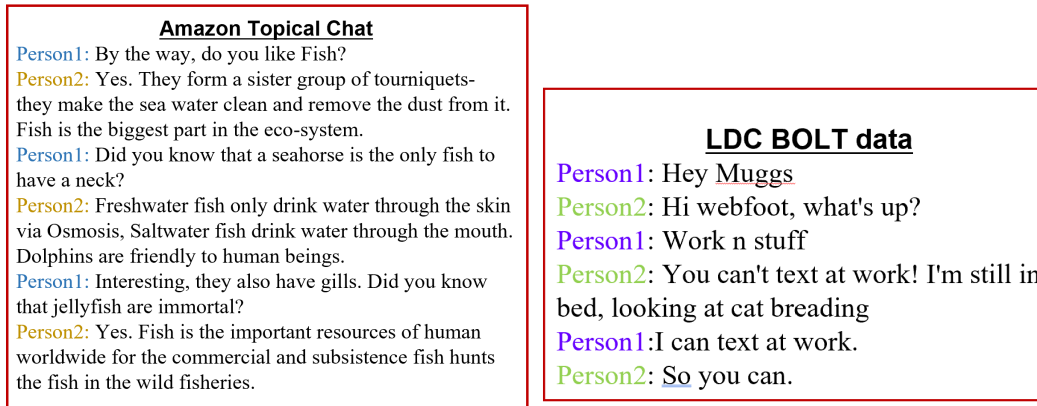 Amazon Topical Chat
Person1: By the way, do you like Fish?
Person2: Yes. They form a sister group of tourniquets-
they make the sea water clean and remove the dust from it.
Fish is the biggest part in the eco-system.
Person1: Did you know that a seahorse is the only fish to
have a neck?
Person2: Freshwater fish only drink water through the skin
via Osmosis, Saltwater fish drink water through the mouth.
Dolphins are friendly to human beings.
Person1: Interesting, they also have gills. Did you know
that jellyfish are immortal?
Person2: Yes. Fish is the important resources of human
worldwide for the commercial and subsistence fish hunts
the fish in the wild fisheries.
LDC BOLT data
Person1: Hey Muggs
Person2: Hi webfoot, what's up?
Person1: Work n stuff
Person2: You can't text at work! I'm still in
bed, looking at cat breading
Person1:I can text at work.
Person2: So you can.